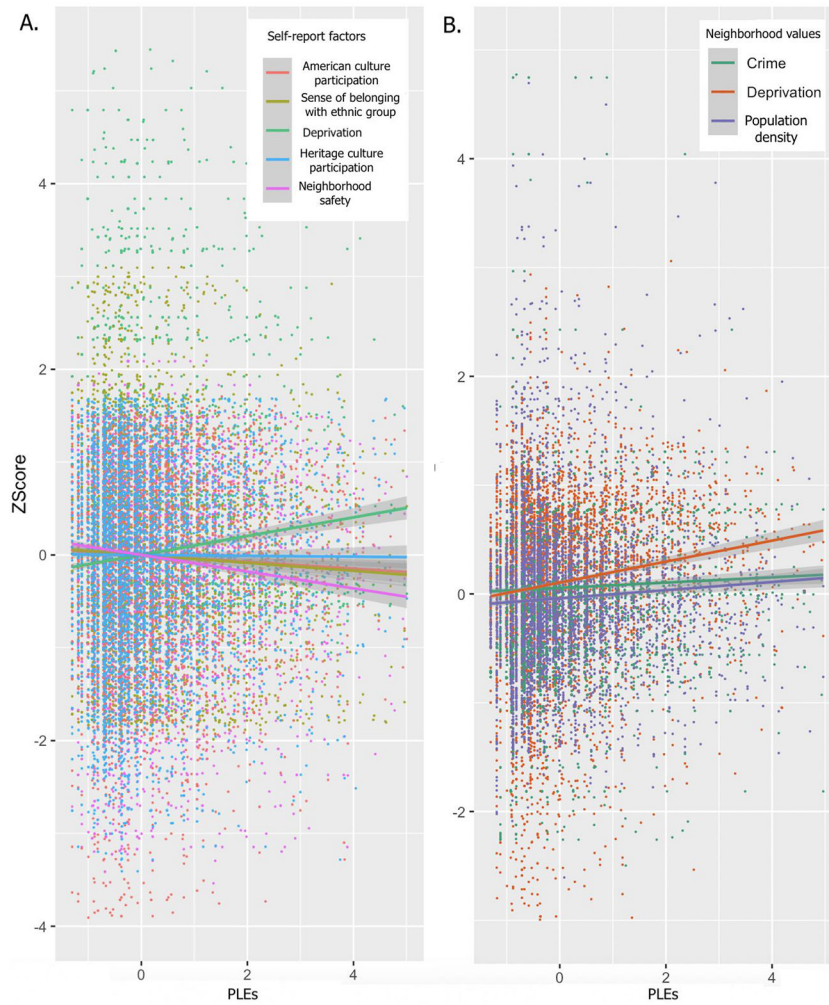 A.
Self-report factors
American culture
participation
Sense of belonging
with ethnic group
Deprivation
Heritage culture
participation
Neighborhood
safety
ZScore
4
2
0
-2
-4
0
2
4
PLEs
B.
Neighborhood values
Crime
Deprivation
Population
density
4
2
0
-2
0
2
4
PLEs